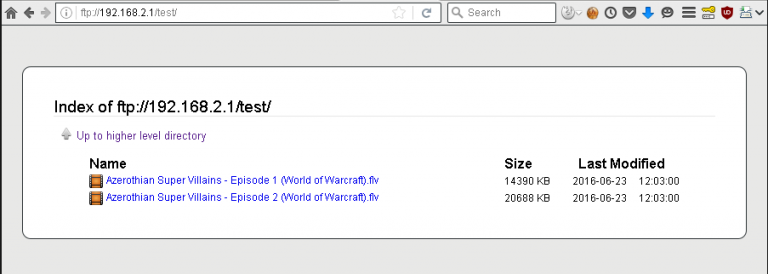 ftp://192.168.2.1/test/
Search
Index of ftp://192.168.2.1/test/
Up to higher level directory
Name Size Last Modified
Azerothian Super Villains - Episode 1 (World of Warcraft).flv 14390 KB 2016-06-23 12:03:00
Azerothian Super Villains - Episode 2 (World of Warcraft).flv 20688 KB 2016-06-23 12:03:00